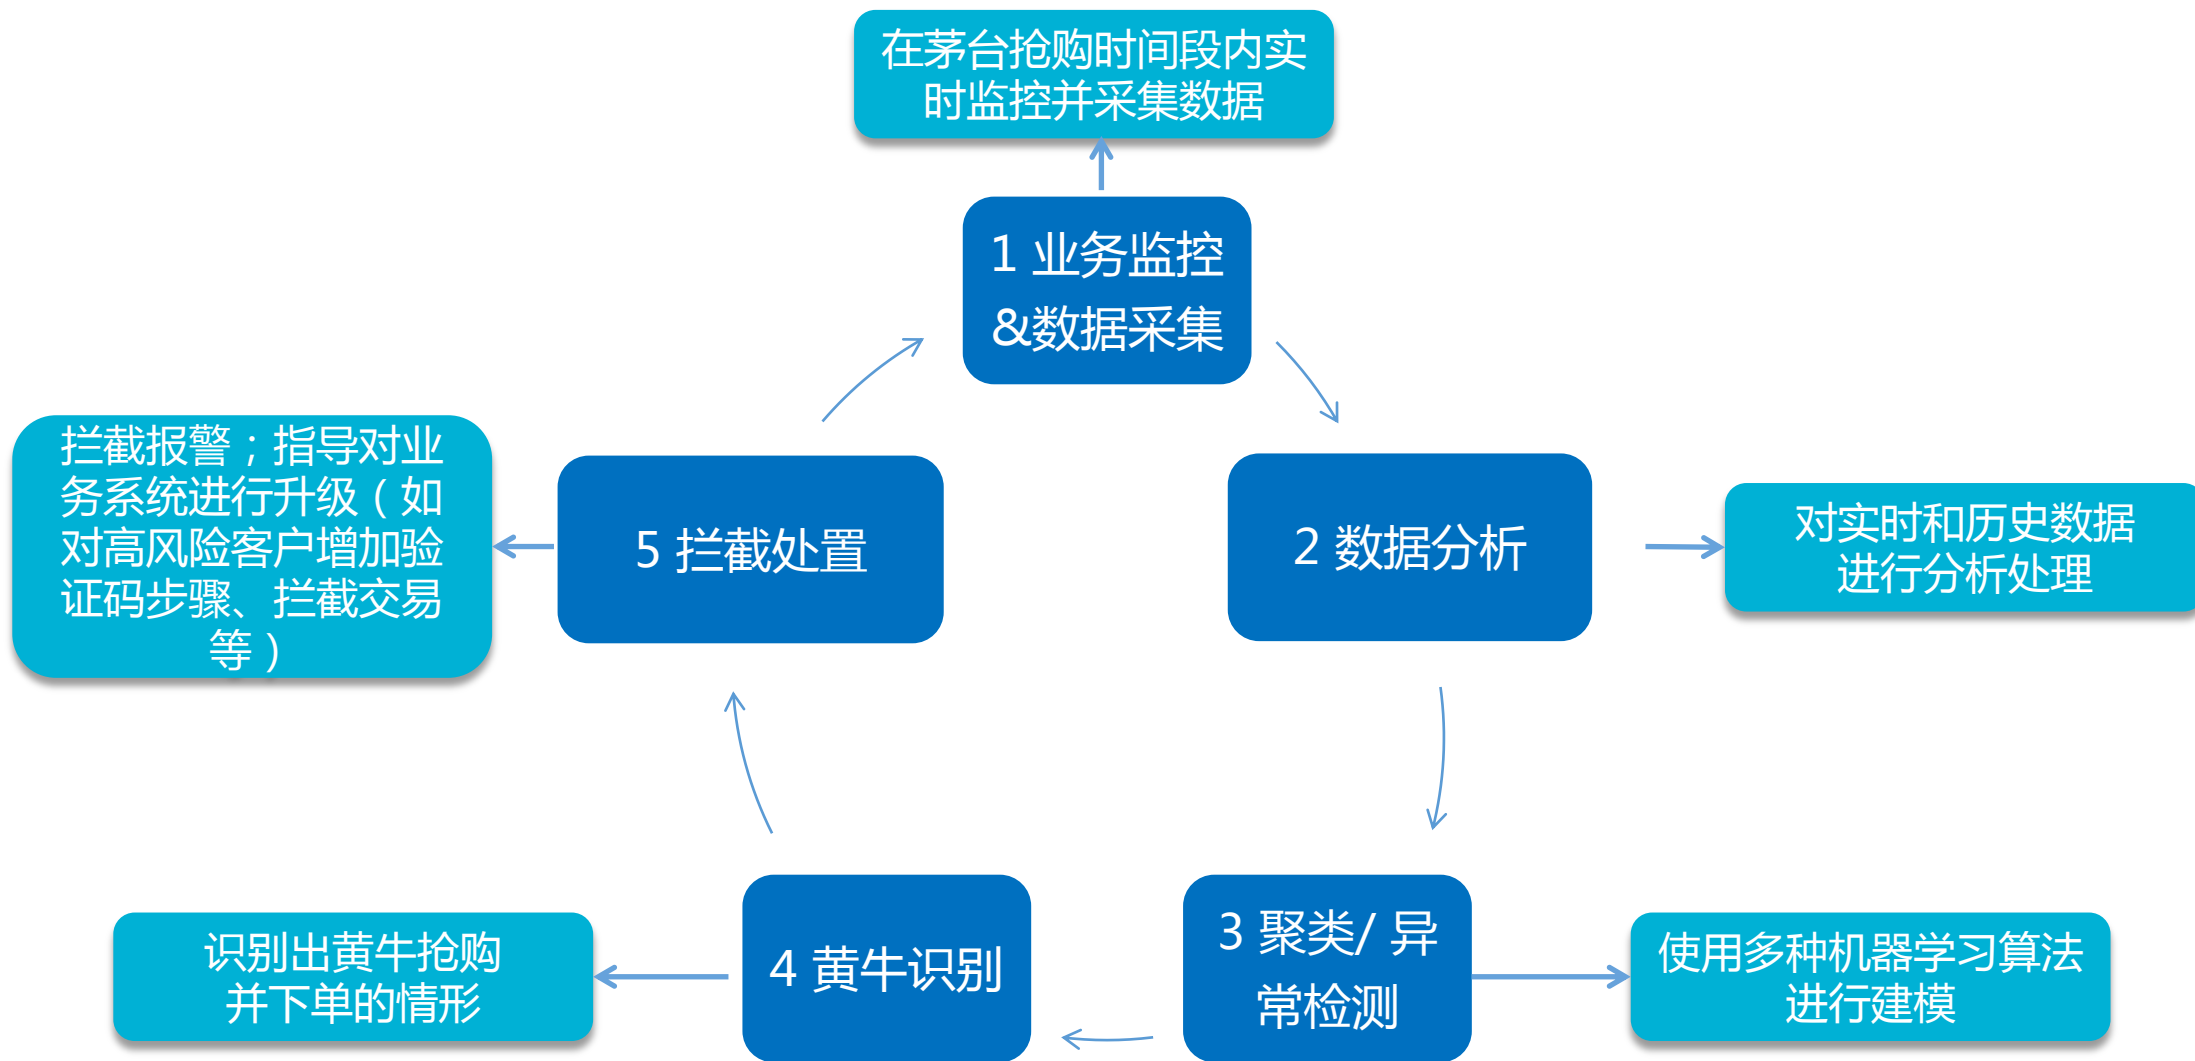 在茅台抢购时间段内实
时监控并采集数据
1 业务监控
&数据采集
拦截报警；指导对业
务系统进行升级（如
对高风险客户增加验
证码步骤、拦截交易
等）
5 拦截处置
2 数据分析
对实时和历史数据
进行分析处理
识别出黄牛抢购
并下单的情形
4 黄牛识别
3 聚类/ 异
常检测
使用多种机器学习算法
进行建模